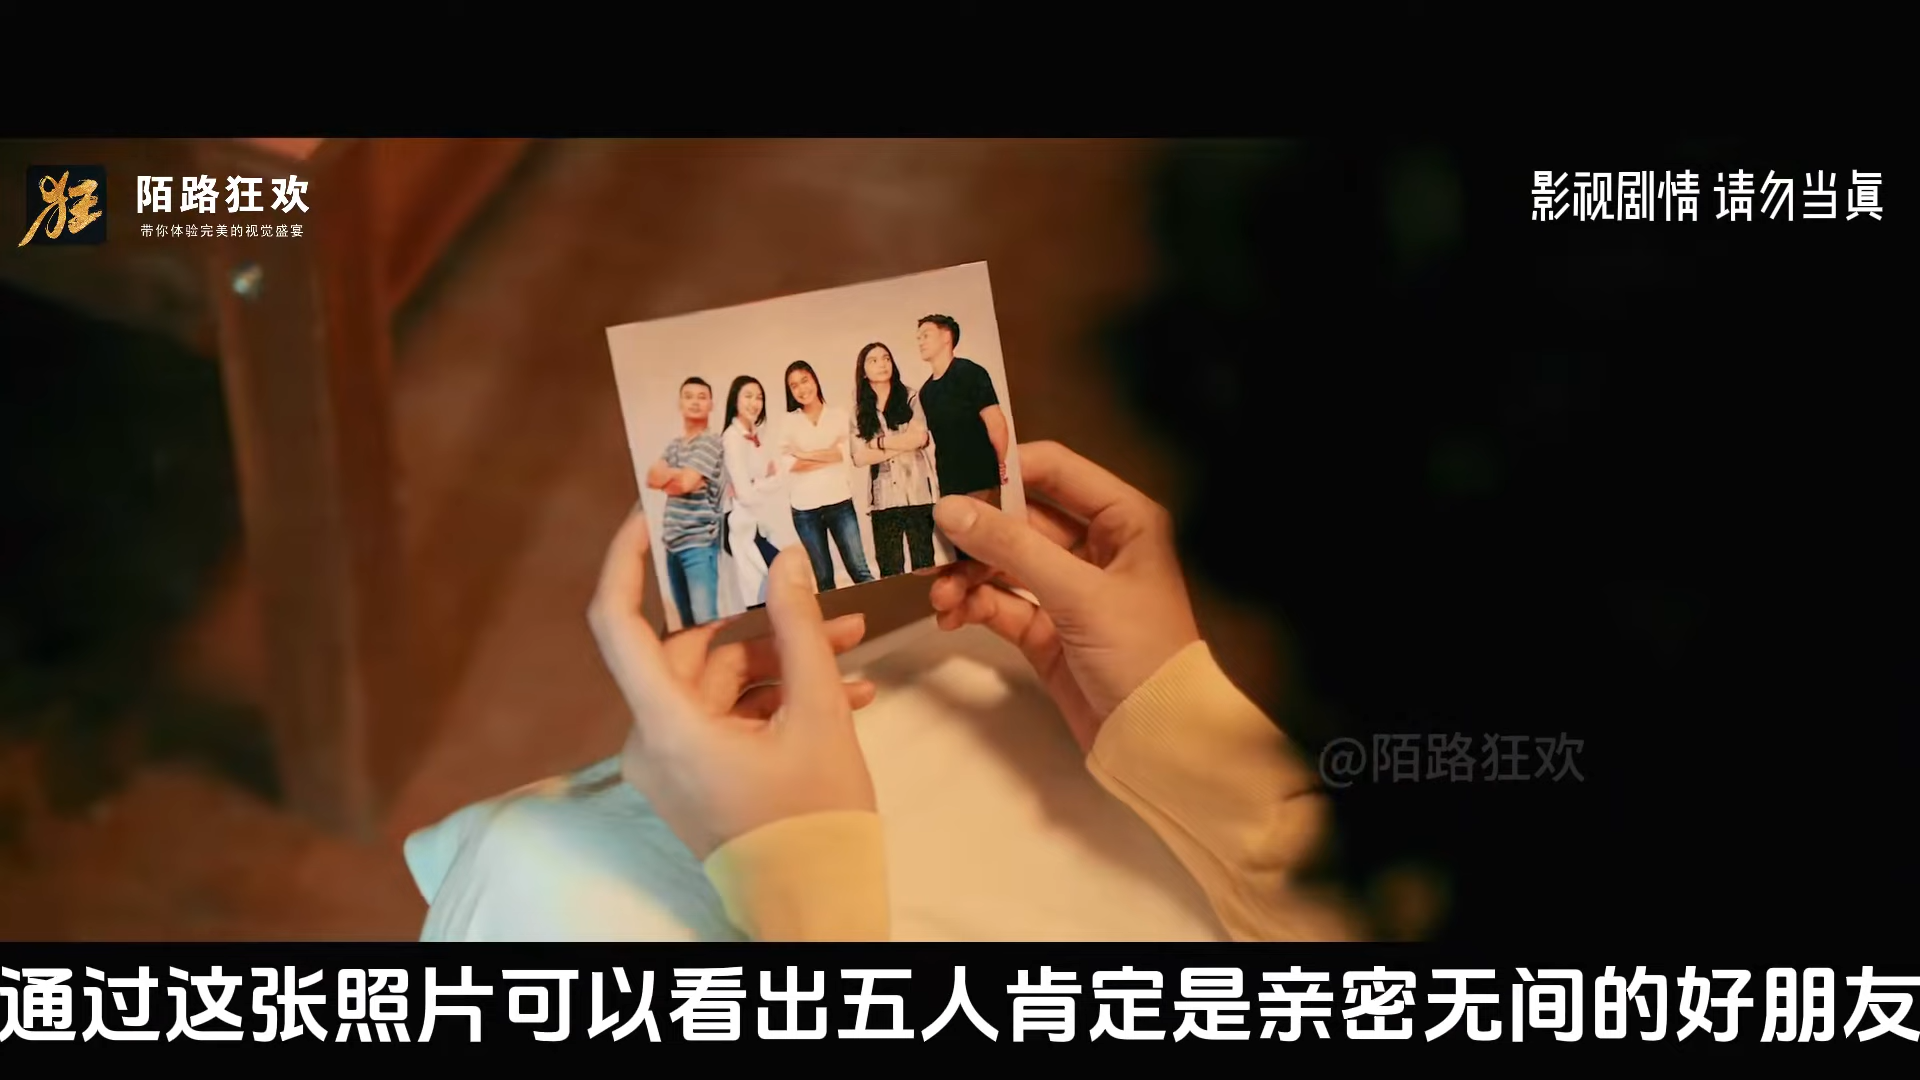 狂
陌路狂欢
带你体验完美的视觉盛宴
影视剧情 请勿当真
@陌路狂欢
通过这张照片可以看出五人肯定是亲密无间的好朋友